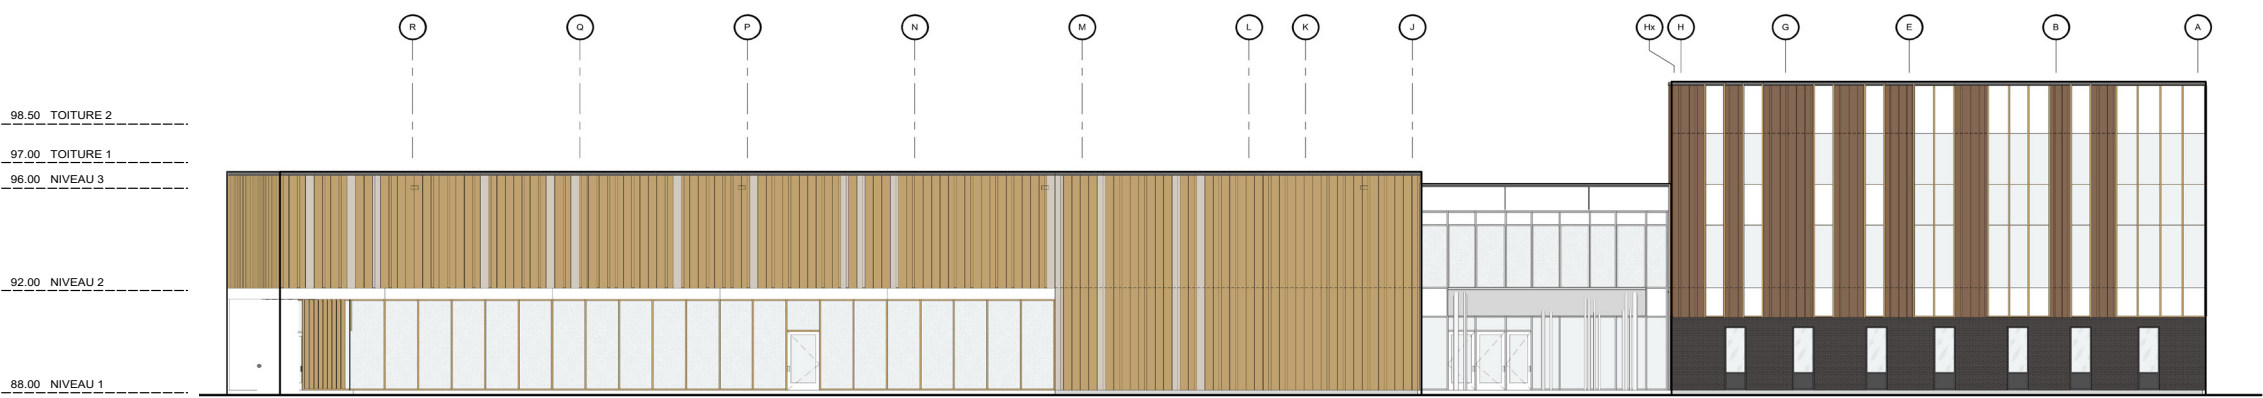 R Q P N M L K J Hx H G E B A
98.50 TOITURE 2
97.00 TOITURE 1
96.00 NIVEAU 3
92.00 NIVEAU 2
88.00 NIVEAU 1